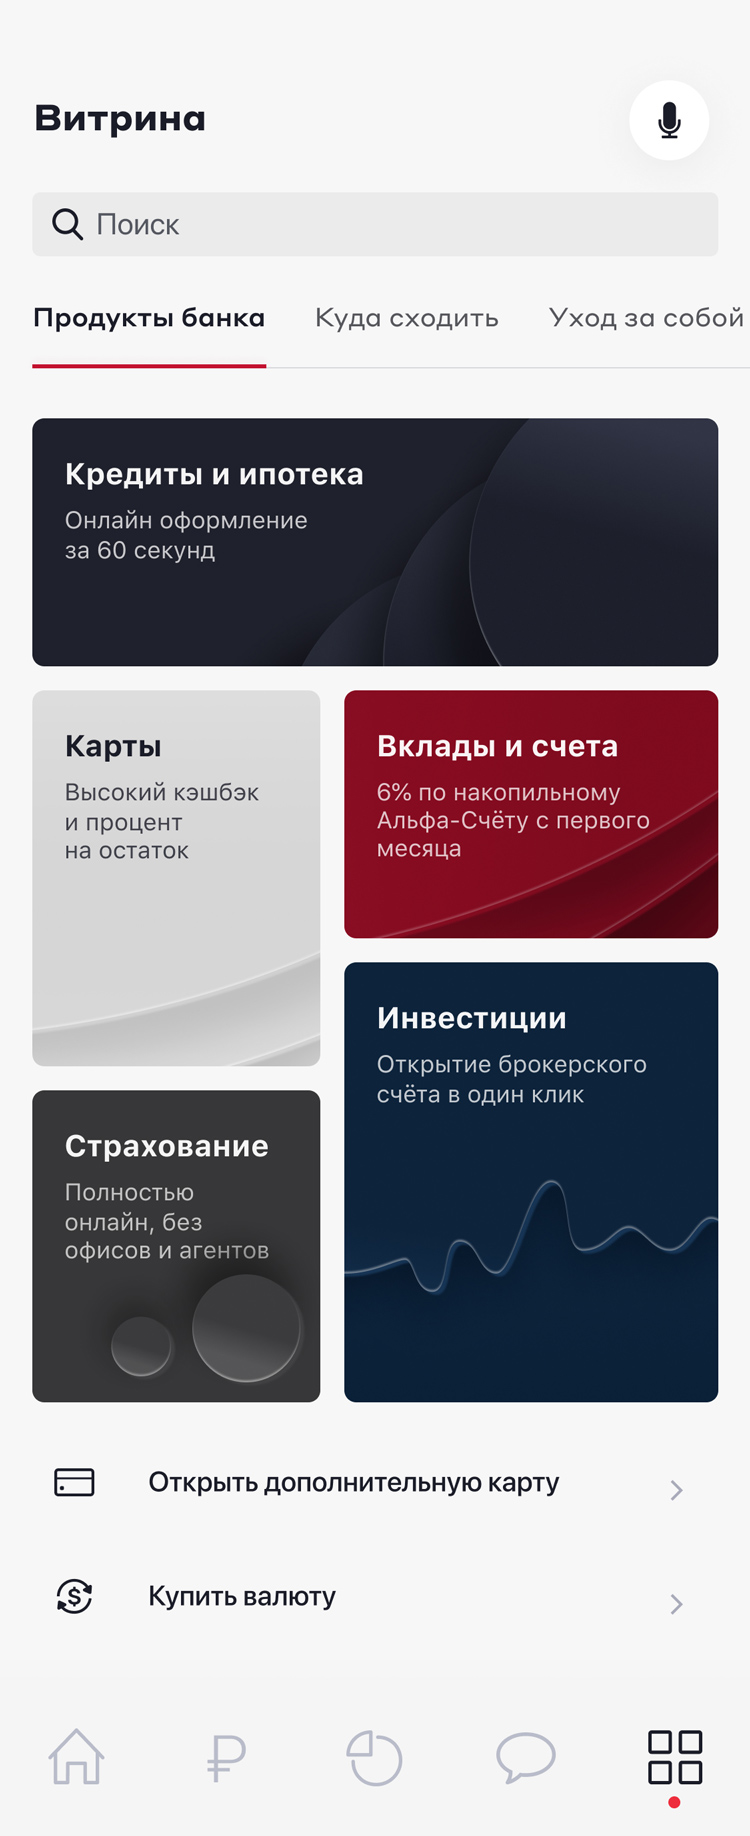 Витрина
Поиск
Продукты банка
Куда сходить
Уход за собой
Кредиты и ипотека
Онлайн оформление
за 60 секунд
Карты
Высокий кэшбэк
и процент
на остаток
Вклады и счета
6% по накопильному
Альфа-Счёту с первого
месяца
Инвестиции
Открытие брокерского
счёта в один клик
Страхование
Полностью
онлайн, без
офисов и агентов
Открыть дополнительную карту
Купить валюту